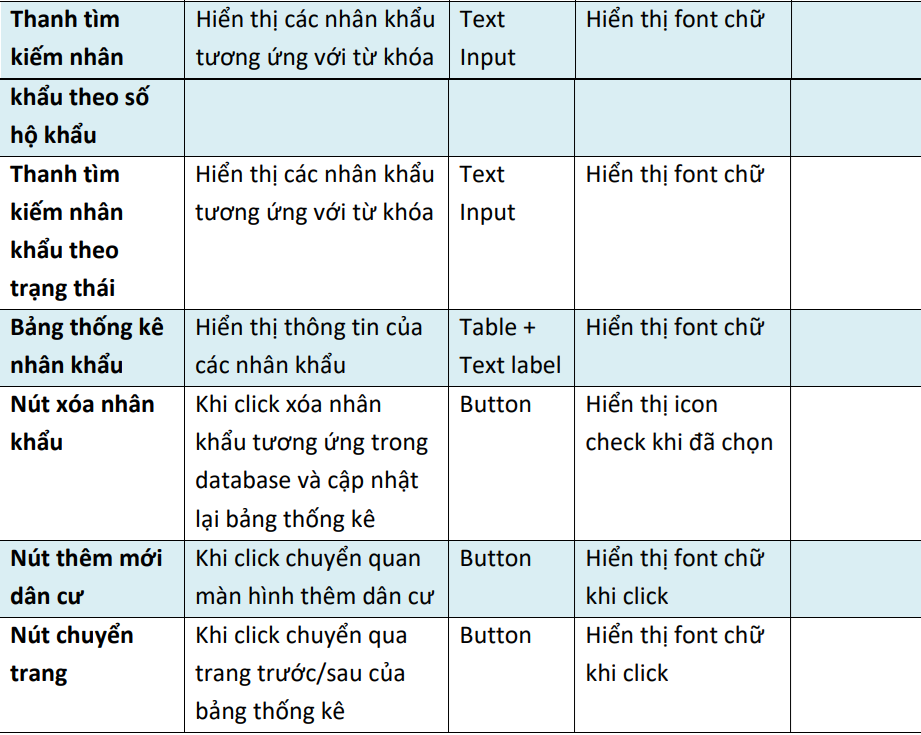 Thanh tìm Hiển thị các nhân khẩu Text Hiển thị font chữ
kiếm nhân tương ứng với từ khóa Input
khẩu theo số
hộ khẩu
Thanh tìm Hiển thị các nhân khẩu Text Hiển thị font chữ
kiếm nhân tương ứng với từ khóa Input
khẩu theo
trạng thái
Bảng thống kê Hiển thị thông tin của Table + Hiển thị font chữ
nhân khẩu các nhân khẩu Text label
Nút xóa nhân Khi click xóa nhân Button Hiển thị icon
khẩu khẩu tương ứng trong check khi đã chọn
database và cập nhật
lại bảng thống kê
Nút thêm mới Khi click chuyển quan Button Hiển thị font chữ
dân cư màn hình thêm dân cư khi click
Nút chuyển Khi click chuyển qua Button Hiển thị font chữ
trang trang trước/sau của khi click
bảng thống kê